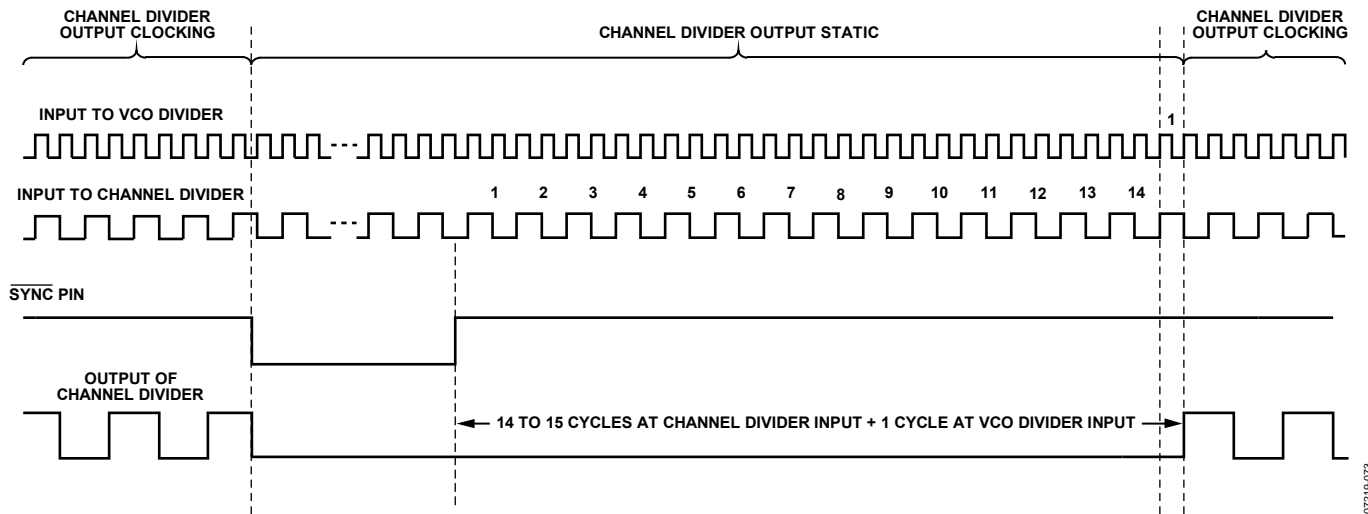 CHANNEL DIVIDER
OUTPUT CLOCKING
CHANNEL DIVIDER OUTPUT STATIC
CHANNEL DIVIDER
OUTPUT CLOCKING
INPUT TO VCO DIVIDER
1
INPUT TO CHANNEL DIVIDER
1 2 3 4 5 6 7 8 9 10 11 12 13 14
SYNC PIN
OUTPUT OF
CHANNEL DIVIDER
14 TO 15 CYCLES AT CHANNEL DIVIDER INPUT + 1 CYCLE AT VCO DIVIDER INPUT
07219-073